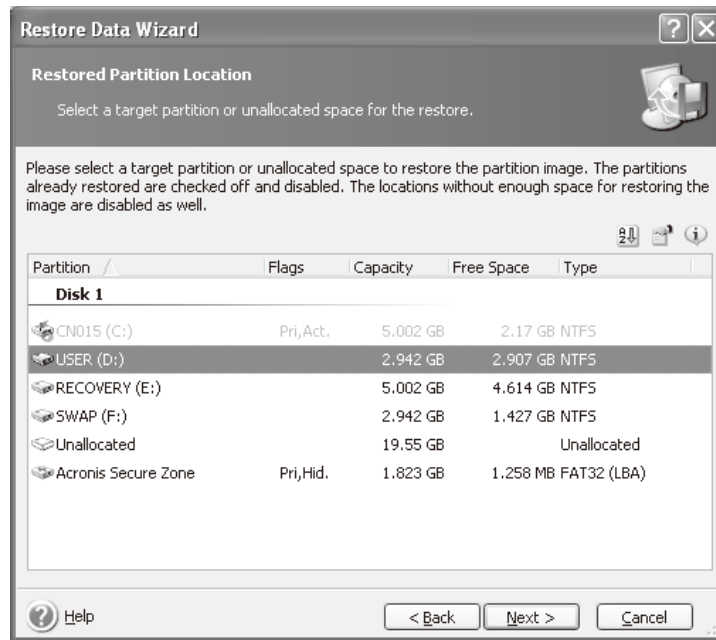 Restore Data Wizard
Restored Partition Location
Select a target partition or unallocated space for the restore.
Please select a target partition or unallocated space to restore the partition image. The partitions
already restored are checked off and disabled. The locations without enough space for restoring the
image are disabled as well.
Partition Flags Capacity Free Space Type
Disk 1
CN015 (C:) Pri,Act. 5.002 GB 2.17 GB NTFS
USER (D:) 2.942 GB 2.907 GB NTFS
RECOVERY (E:) 5.002 GB 4.614 GB NTFS
SWAP (F:) 2.942 GB 1.427 GB NTFS
Unallocated 19.55 GB Unallocated
Acronis Secure Zone Pri,Hid. 1.823 GB 1.258 MB FAT32 (LBA)
Help < Back Next > Cancel